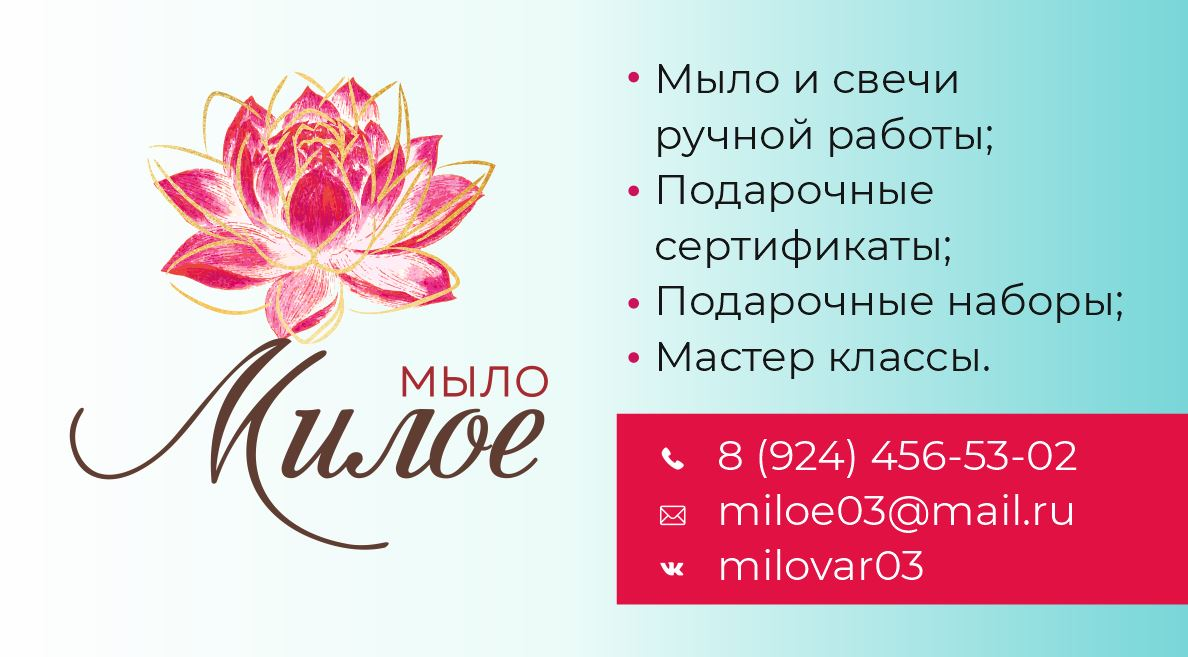 мыло
Милое
• Мыло и свечи
ручной работы;
• Подарочные
сертификаты;
• Подарочные наборы;
• Мастер классы.
8 (924) 456-53-02
miloe03@mail.ru
milovar03